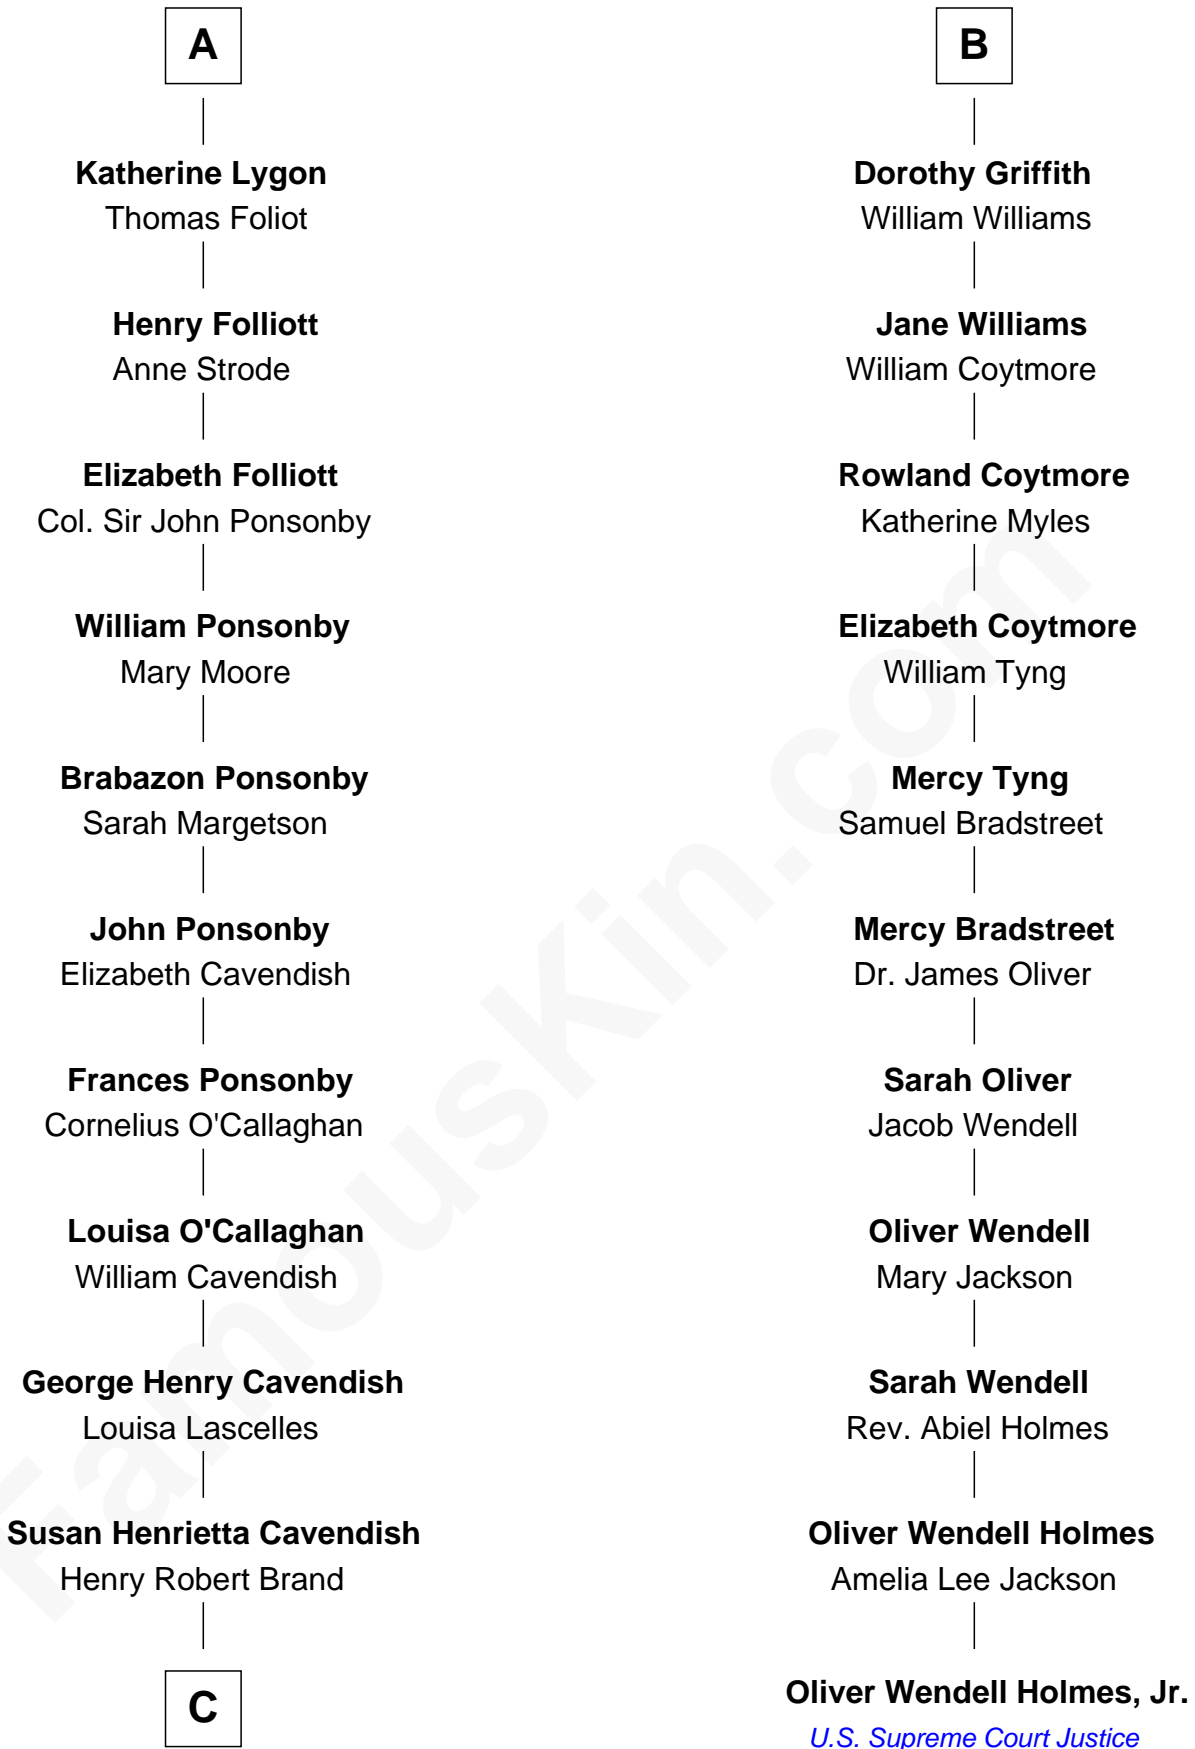 A
Katherine Lygon
Thomas Foliot
Henry Folliott
Anne Strode
Elizabeth Folliott
Col. Sir John Ponsonby
William Ponsonby
Mary Moore
Brabazon Ponsonby
Sarah Margetson
John Ponsonby
Elizabeth Cavendish
Frances Ponsonby
Cornelius O'Callaghan
Louisa O'Callaghan
William Cavendish
George Henry Cavendish
Louisa Lascelles
Susan Henrietta Cavendish
Henry Robert Brand
C
B
Dorothy Griffith
William Williams
Jane Williams
William Coytmore
Rowland Coytmore
Katherine Myles
Elizabeth Coytmore
William Tyng
Mercy Tyng
Samuel Bradstreet
Mercy Bradstreet
Dr. James Oliver
Sarah Oliver
Jacob Wendell
Oliver Wendell
Mary Jackson
Sarah Wendell
Rev. Abiel Holmes
Oliver Wendell Holmes
Amelia Lee Jackson
Oliver Wendell Holmes, Jr.
U.S. Supreme Court Justice
FamousKin.com